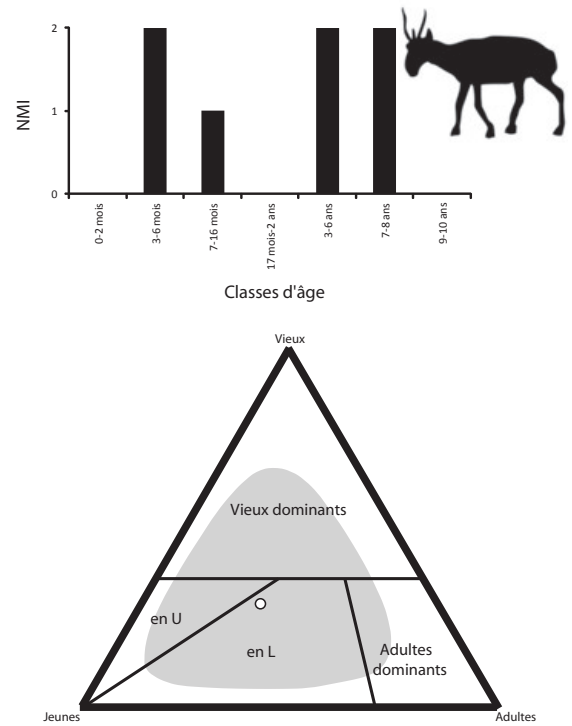 2
NMI
1
0
0-2 mois
3-6 mois
7-16 mois
17 mois-2 ans
3-6 ans
7-8 ans
9-10 ans
Classes d'âge
Vieux
Vieux dominants
en U
en L
Adultes
dominants
Jeunes
Adultes